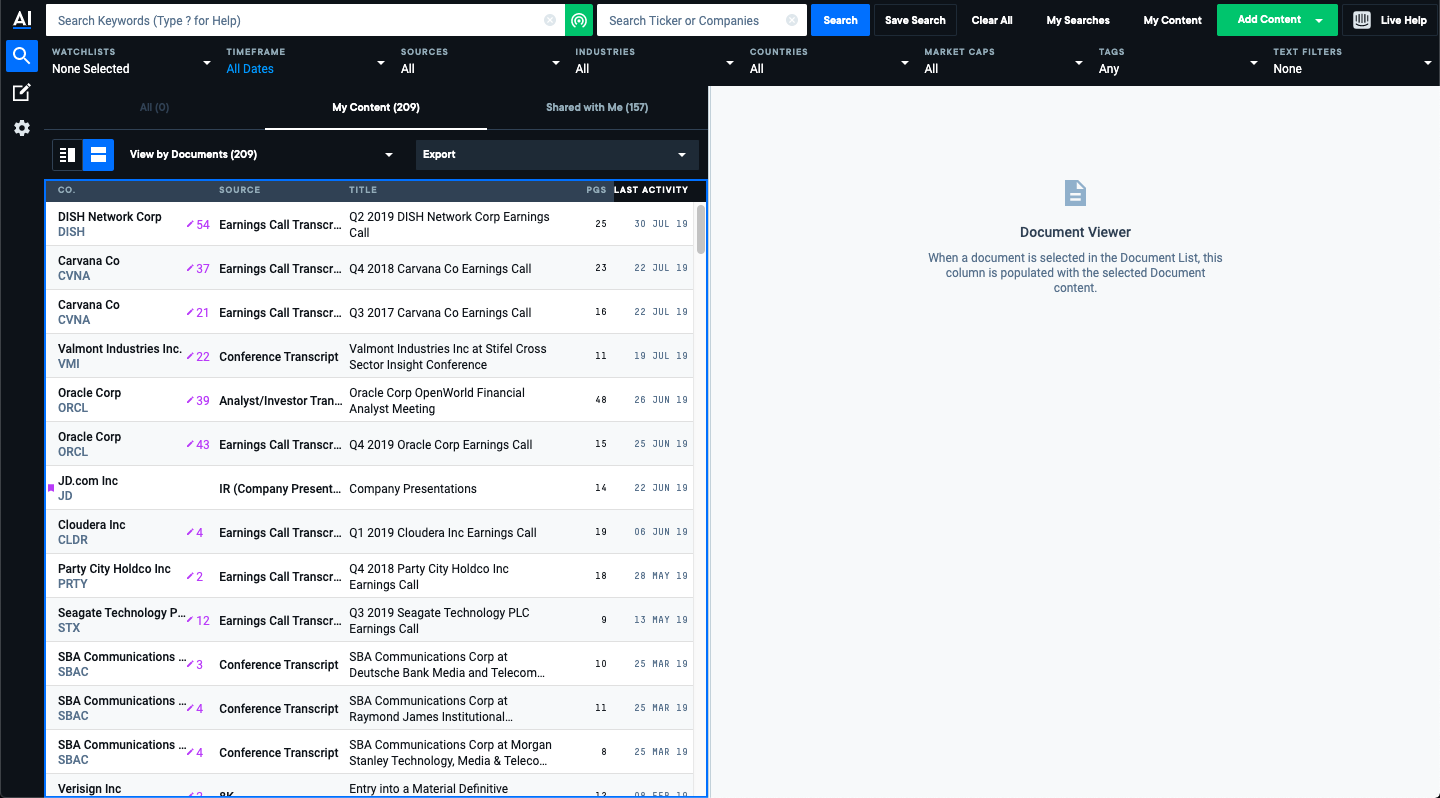 AI
Search Keywords (Type ? for Help)
Search Ticker or Companies
Search
Save Search
Clear All
My Searches
My Content
Add Content
Live Help
WATCHLISTS
None Selected
TIMEFRAME
All Dates
SOURCES
All
INDUSTRIES
All
COUNTRIES
All
MARKET CAPS
All
TAGS
Any
TEXT FILTERS
None
All (0)
My Content (209)
Shared with Me (157)
View by Documents (209)
Export
CO. SOURCE TITLE PGS LAST ACTIVITY
DISH Network Corp
DISH
54
Earnings Call Transcr...
Q2 2019 DISH Network Corp Earnings
Call
25
30 JUL 19
Carvana Co
CVNA
37
Earnings Call Transcr...
Q4 2018 Carvana Co Earnings Call
23
22 JUL 19
Carvana Co
CVNA
21
Earnings Call Transcr...
Q3 2017 Carvana Co Earnings Call
16
22 JUL 19
Valmont Industries Inc.
VMI
22
Conference Transcript
Valmont Industries Inc at Stifel Cross
Sector Insight Conference
11
19 JUL 19
Oracle Corp
ORCL
39
Analyst/Investor Tran...
Oracle Corp OpenWorld Financial
Analyst Meeting
48
26 JUN 19
Oracle Corp
ORCL
43
Earnings Call Transcr...
Q4 2019 Oracle Corp Earnings Call
15
25 JUN 19
JD.com Inc
JD
IR (Company Present...
Company Presentations
14
22 JUN 19
Cloudera Inc
CLDR
4
Earnings Call Transcr...
Q1 2019 Cloudera Inc Earnings Call
19
06 JUN 19
Party City Holdco Inc
PRTY
2
Earnings Call Transcr...
Q4 2018 Party City Holdco Inc
Earnings Call
18
28 MAY 19
Seagate Technology P...
STX
12
Earnings Call Transcr...
Q3 2019 Seagate Technology PLC
Earnings Call
9
13 MAY 19
SBA Communications ...
SBAC
3
Conference Transcript
SBA Communications Corp at
Deutsche Bank Media and Telecom...
10
25 MAR 19
SBA Communications ...
SBAC
4
Conference Transcript
SBA Communications Corp at
Raymond James Institutional...
11
25 MAR 19
SBA Communications ...
SBAC
4
Conference Transcript
SBA Communications Corp at Morgan
Stanley Technology, Media & Teleco...
8
25 MAR 19
Verisign Inc
8K
Entry into a Material Definitive
12
08 FEB 19
Document Viewer
When a document is selected in the Document List, this
column is populated with the selected Document
content.